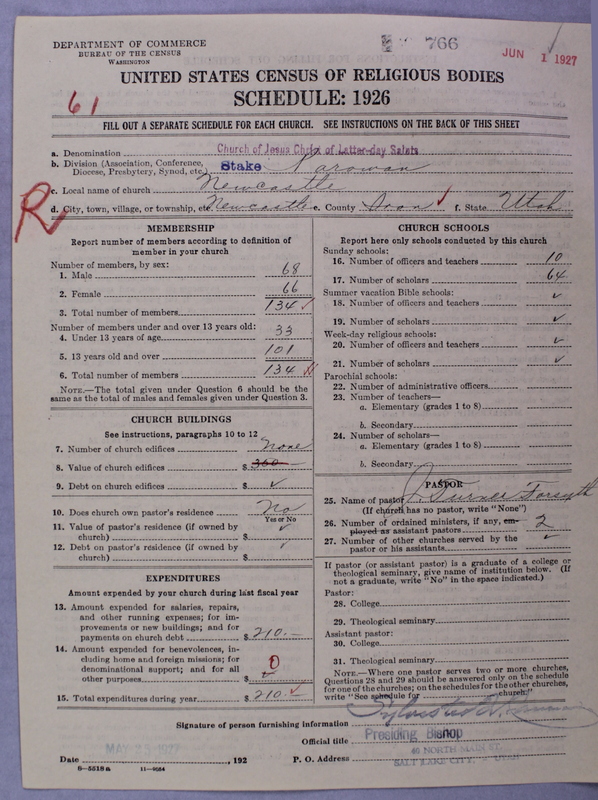 DEPARTMENT OF COMMERCE
BUREAU OF THE CENSUS
WASHINGTON
766
JUN 1 1927
UNITED STATES CENSUS OF RELIGIOUS BODIES
SCHEDULE: 1926
61
FILL OUT A SEPARATE SCHEDULE FOR EACH CHURCH. SEE INSTRUCTIONS ON THE BACK OF THIS SHEET
a. Denomination Church of Jesus Christ of Latter-day Saints
b. Division (Association, Conference, Diocese, Presbytery, Synod, etc.) Stake Parowan
c. Local name of church Newcastle
R
d. City, town, village, or township, etc. Newcastle e. County Iron ✓ f. State Utah
MEMBERSHIP
Report number of members according to definition of
member in your church
Number of members, by sex:
1. Male 68
2. Female 66
3. Total number of members 134
Number of members under and over 13 years old:
4. Under 13 years of age 33
5. 13 years old and over 101
6. Total number of members 134
NOTE.—The total given under Question 6 should be the
same as the total of males and females given under Question 3.
CHURCH BUILDINGS
See instructions, paragraphs 10 to 12
7. Number of church edifices none
8. Value of church edifices $ 360
9. Debt on church edifices $ ✓
10. Does church own pastor's residence No
Yes or No
11. Value of pastor's residence (if owned by
church) $ ✓
12. Debt on pastor's residence (if owned by
church) $ ✓
EXPENDITURES
Amount expended by your church during last fiscal year
13. Amount expended for salaries, repairs,
and other running expenses; for im-
provements or new buildings; and for
payments on church debt $ 210.—
14. Amount expended for benevolences, in-
cluding home and foreign missions; for
denominational support; and for all
other purposes $ 0
15. Total expenditures during year $ 210.— ✓
CHURCH SCHOOLS
Report here only schools conducted by this church
Sunday schools:
16. Number of officers and teachers 10
17. Number of scholars 64
Summer vacation Bible schools:
18. Number of officers and teachers ✓
19. Number of scholars ✓
Week-day religious schools:
20. Number of officers and teachers ✓
21. Number of scholars ✓
Parochial schools:
22. Number of administrative officers
23. Number of teachers—
a. Elementary (grades 1 to 8)
b. Secondary
24. Number of scholars—
a. Elementary (grades 1 to 8)
b. Secondary
PASTOR
25. Name of pastor J. Turner Forsyth
(If church has no pastor, write "None")
26. Number of ordained ministers, if any, em-
ployed as assistant pastors 2
27. Number of other churches served by the
pastor or his assistants ✓
If pastor (or assistant pastor) is a graduate of a college or
theological seminary, give name of institution below. (If
not a graduate, write "No" in the space indicated.)
Pastor:
28. College
29. Theological seminary
Assistant pastor:
30. College
31. Theological seminary
NOTE.—Where one pastor serves two or more churches,
Questions 28 and 29 should be answered only on the schedule
for one of the churches; on the schedules for the other churches,
write "See schedule for church."
Signature of person furnishing information Sylvester Q. Cannon
Official title Presiding Bishop
MAY 23 1927
Date , 192
P. O. Address 40 NORTH MAIN ST.
SALT LAKE CITY, UTAH
6—5518a 11—9084